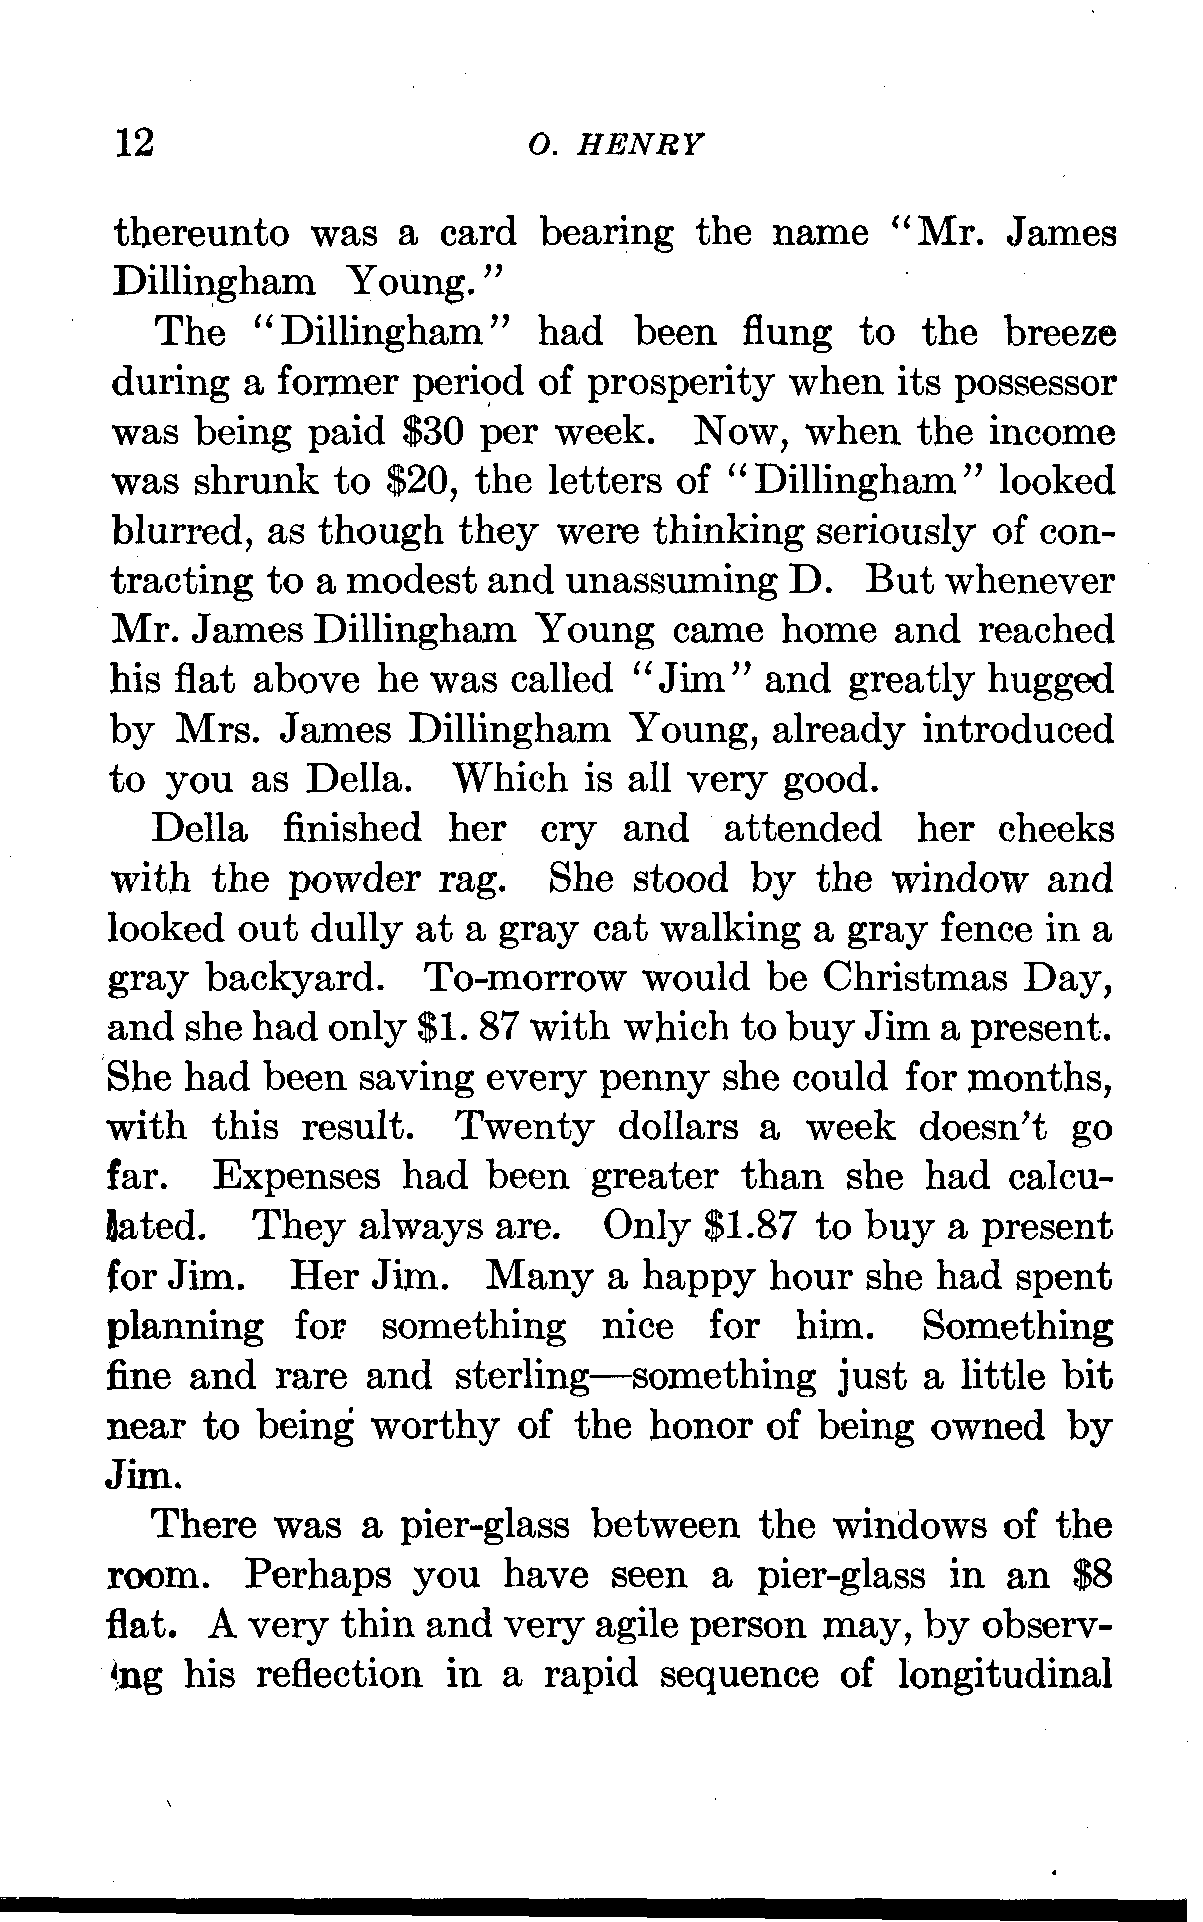 12 O. HENRY
thereunto was a card bearing the name "Mr. James
Dillingham Young."
The "Dillingham" had been flung to the breeze
during a former period of prosperity when its possessor
was being paid $30 per week. Now, when the income
was shrunk to $20, the letters of "Dillingham" looked
blurred, as though they were thinking seriously of con-
tracting to a modest and unassuming D. But whenever
Mr. James Dillingham Young came home and reached
his flat above he was called "Jim" and greatly hugged
by Mrs. James Dillingham Young, already introduced
to you as Della. Which is all very good.
Della finished her cry and attended her cheeks
with the powder rag. She stood by the window and
looked out dully at a gray cat walking a gray fence in a
gray backyard. To-morrow would be Christmas Day,
and she had only $1. 87 with which to buy Jim a present.
She had been saving every penny she could for months,
with this result. Twenty dollars a week doesn't go
far. Expenses had been greater than she had calcu-
lated. They always are. Only $1.87 to buy a present
for Jim. Her Jim. Many a happy hour she had spent
planning for something nice for him. Something
fine and rare and sterling—something just a little bit
near to being worthy of the honor of being owned by
Jim.
There was a pier-glass between the windows of the
room. Perhaps you have seen a pier-glass in an $8
flat. A very thin and very agile person may, by observ-
ing his reflection in a rapid sequence of longitudinal